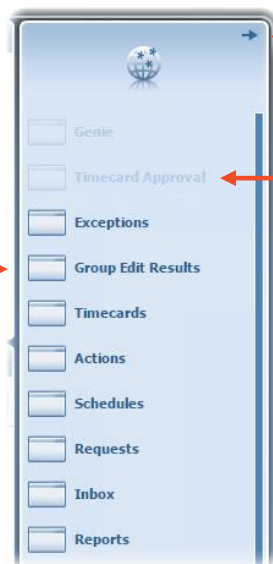 Genie
Timecard Approval
Exceptions
Group Edit Results
Timecards
Actions
Schedules
Requests
Inbox
Reports